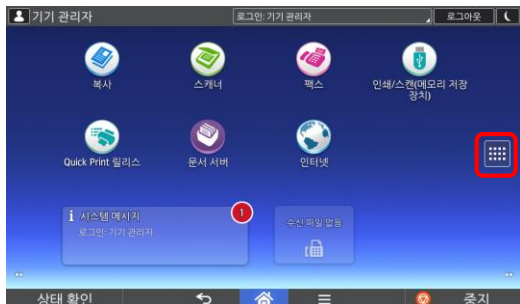 기기 관리자
로그인: 기기 관리자
로그아웃
복사
스캐너
팩스
인쇄/스캔(메모리 저장
장치)
Quick Print 릴리스
문서 서버
인터넷
i 시스템 메시지
1
로그인: 기기 관리자
수신 파일 없음
상태 확인
중지